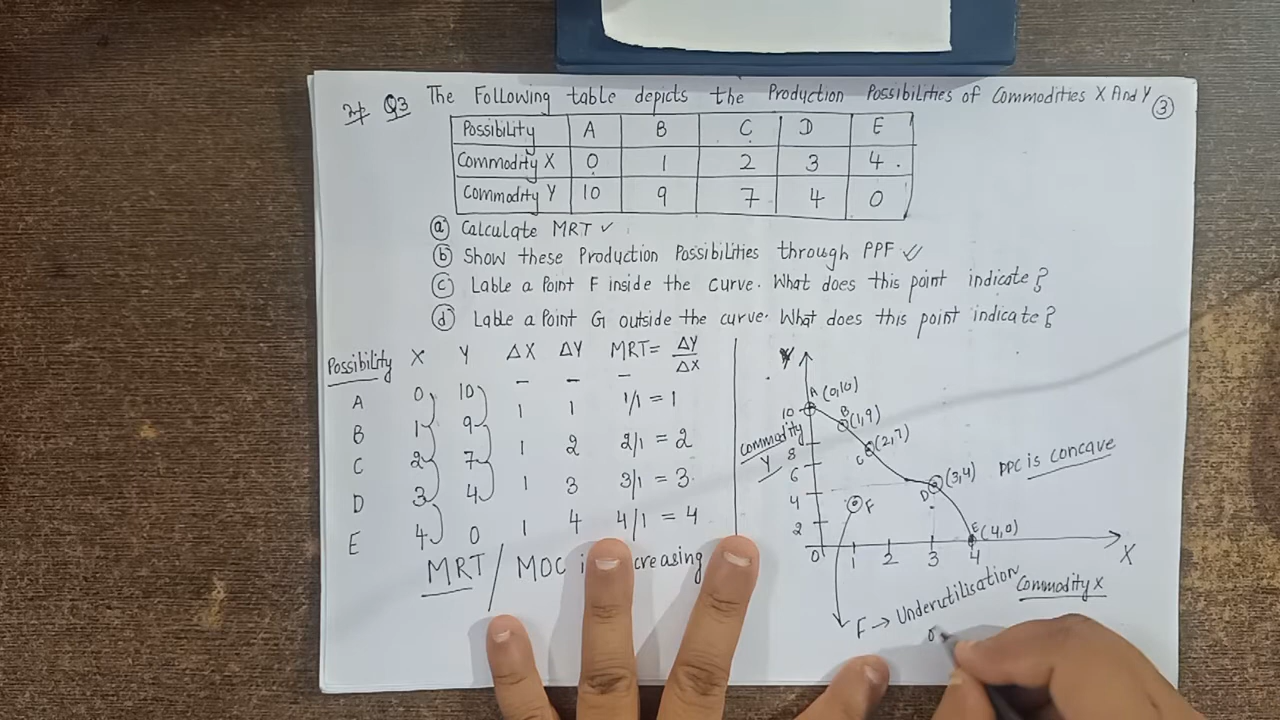 Imp Q3 The Following table depicts the Production Possibilities of Commodities X And Y ③
Possibility A B C D E
Commodity X 0 1 2 3 4 .
Commodity Y 10 9 7 4 0
ⓐ Calculate MRT ✓
ⓑ Show these Production Possibilities through PPF ✓
ⓒ Lable a Point F inside the curve. What does this point indicate?
ⓓ Lable a Point G outside the curve. What does this point indicate?
Possibility X Y ΔX ΔY MRT= ΔY/ΔX
A 0 10 – – –
B 1 9 1 1 1/1 = 1
C 2 7 1 2 2/1 = 2
D 3 4 1 3 3/1 = 3
E 4 0 1 4 4/1 = 4
MRT / MOC creasing
Y
A (0,10)
10
B (1,9)
Commodity
Y
8
C (2,7)
6
PPC is concave
D (3,4)
4
F
2
E (4,0)
0 1 2 3 4 X
Commodity X
F → Underutilisation
o